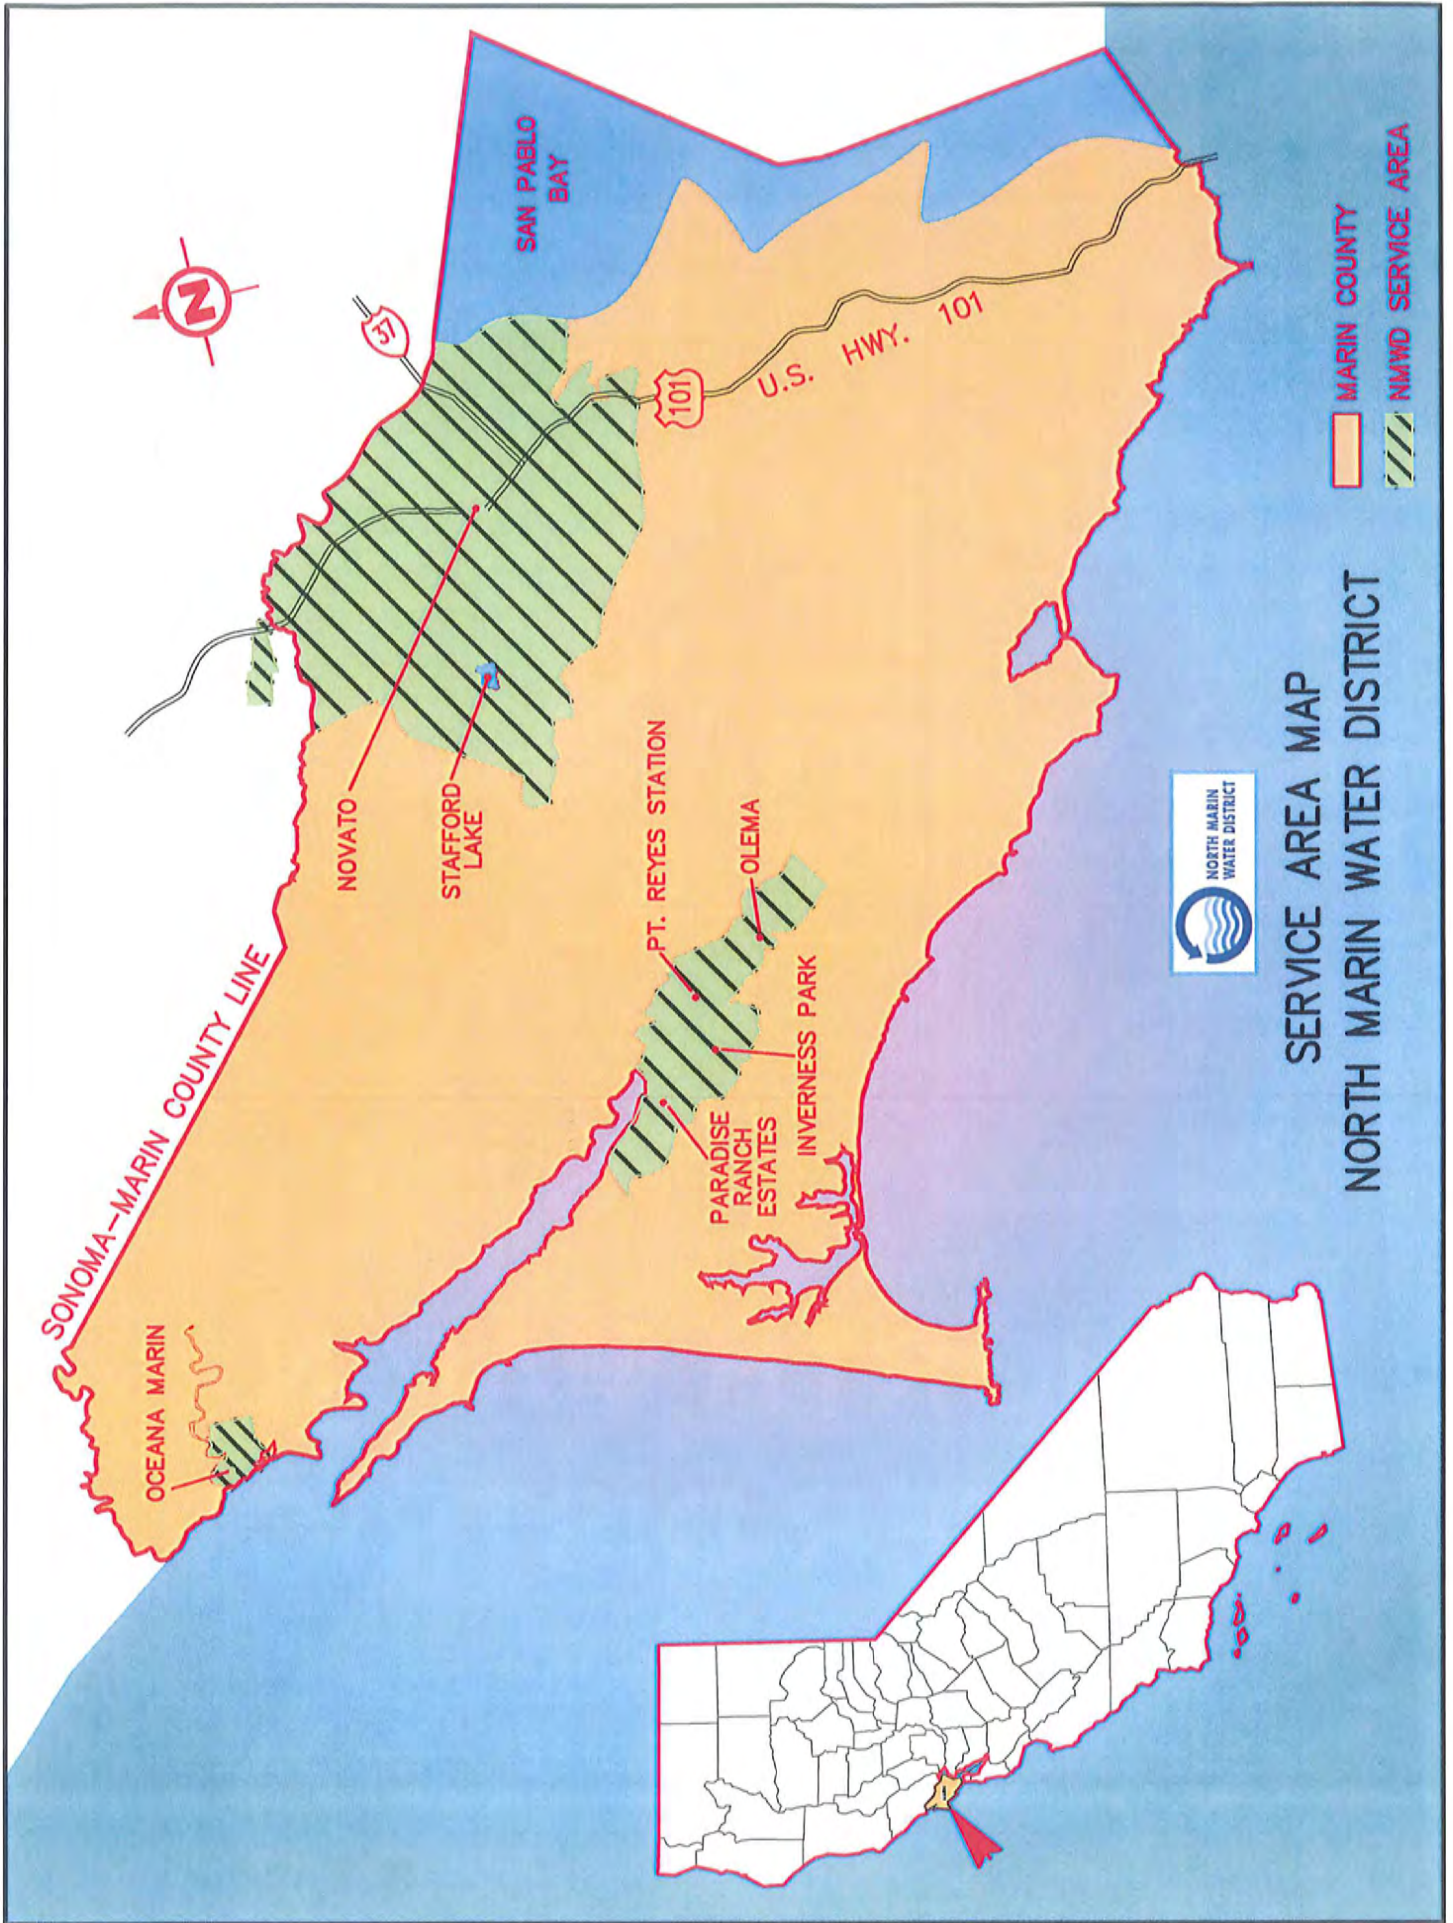 SONOMA-MARIN COUNTY LINE
OCEANA MARIN
NOVATO
STAFFORD
LAKE
PT. REYES STATION
OLEMA
INVERNESS PARK
PARADISE
RANCH
ESTATES
37
N
SAN PABLO
BAY
101
U.S. HWY. 101
NORTH MARIN
WATER DISTRICT
SERVICE AREA MAP
NORTH MARIN WATER DISTRICT
MARIN COUNTY
NMWD SERVICE AREA